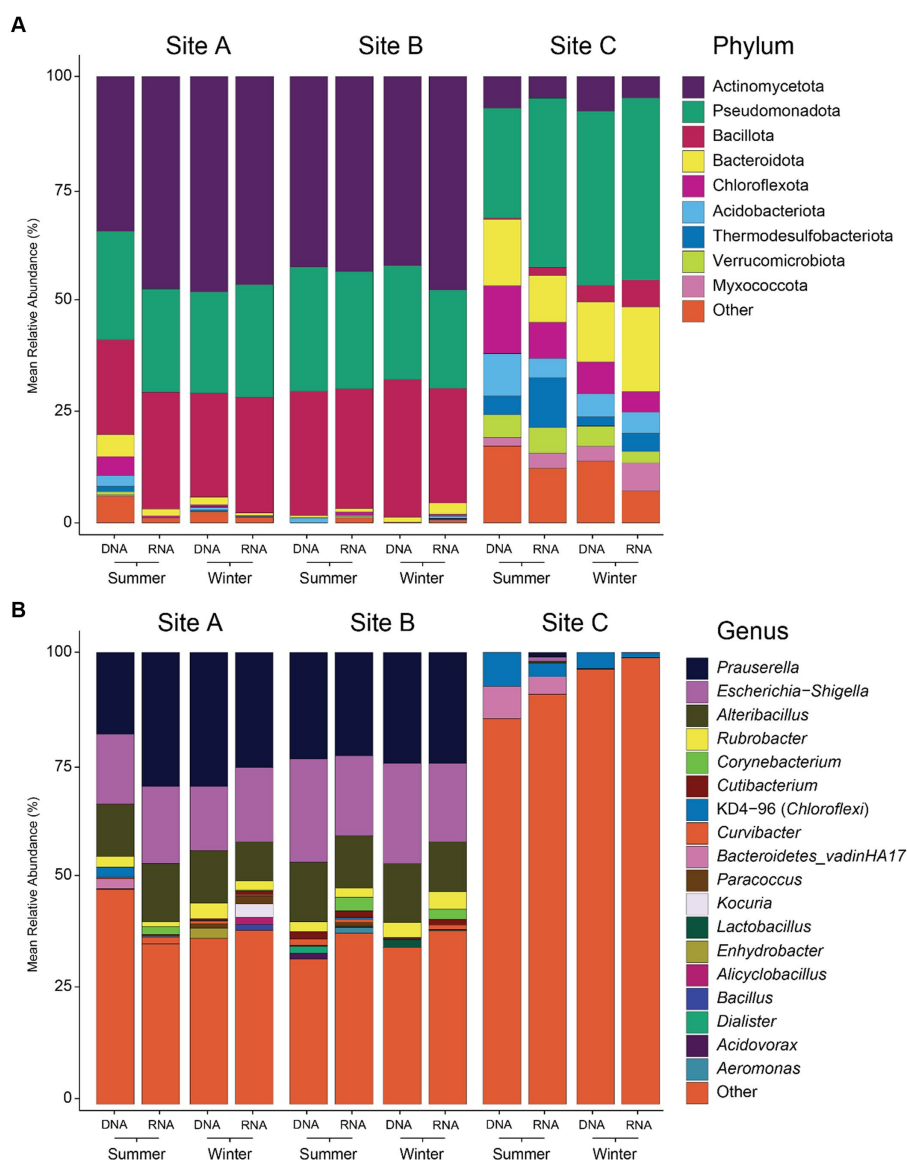 A
Site A
Site B
Site C
Phylum
Mean Relative Abundance (%)
100
75
50
25
0
DNA RNA DNA RNA DNA RNA DNA RNA DNA RNA DNA RNA
Summer Winter Summer Winter Summer Winter
Actinomycetota
Pseudomonadota
Bacillota
Bacteroidota
Chloroflexota
Acidobacteriota
Thermodesulfobacteriota
Verrucomicrobiota
Myxococcota
Other
B
Site A
Site B
Site C
Genus
Mean Relative Abundance (%)
100
75
50
25
0
DNA RNA DNA RNA DNA RNA DNA RNA DNA RNA DNA RNA
Summer Winter Summer Winter Summer Winter
Prauserella
Escherichia−Shigella
Alteribacillus
Rubrobacter
Corynebacterium
Cutibacterium
KD4−96 (Chloroflexi)
Curvibacter
Bacteroidetes_vadinHA17
Paracoccus
Kocuria
Lactobacillus
Enhydrobacter
Alicyclobacillus
Bacillus
Dialister
Acidovorax
Aeromonas
Other